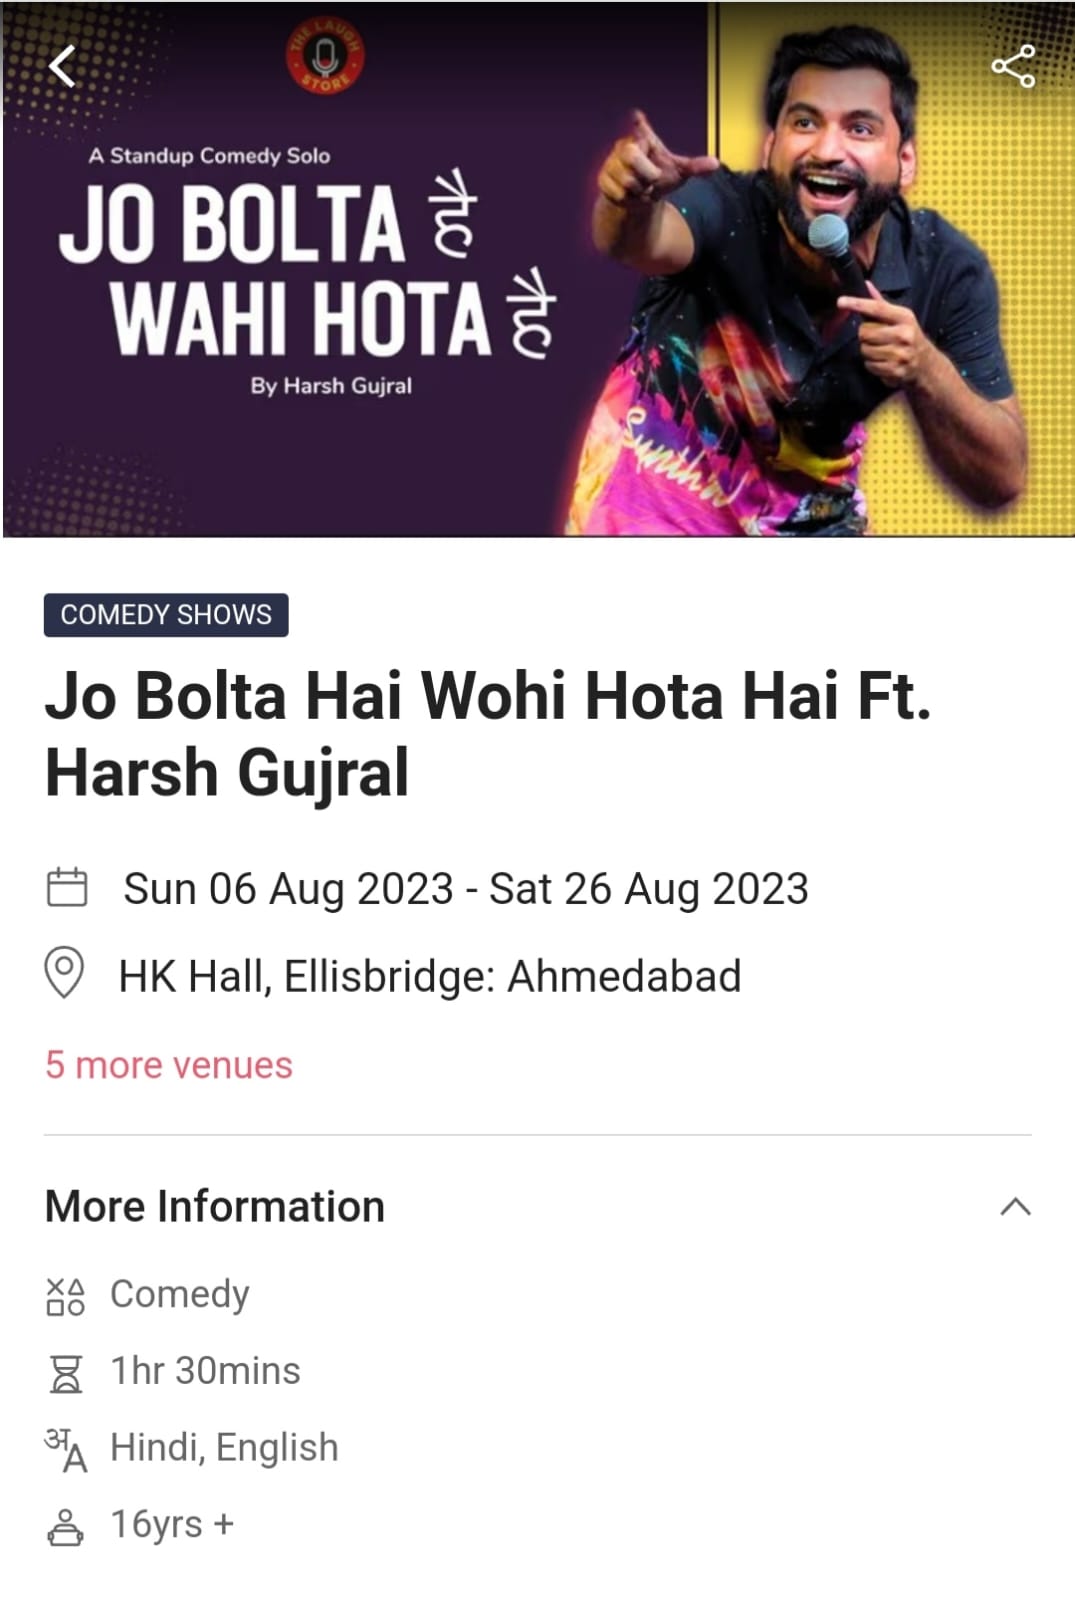 THE LAUGH
STORE
A Standup Comedy Solo
JO BOLTA है
WAHI HOTA है
By Harsh Gujral
Sunthin
COMEDY SHOWS
Jo Bolta Hai Wohi Hota Hai Ft.
Harsh Gujral
Sun 06 Aug 2023 - Sat 26 Aug 2023
HK Hall, Ellisbridge: Ahmedabad
5 more venues
More Information
Comedy
1hr 30mins
अA Hindi, English
16yrs +